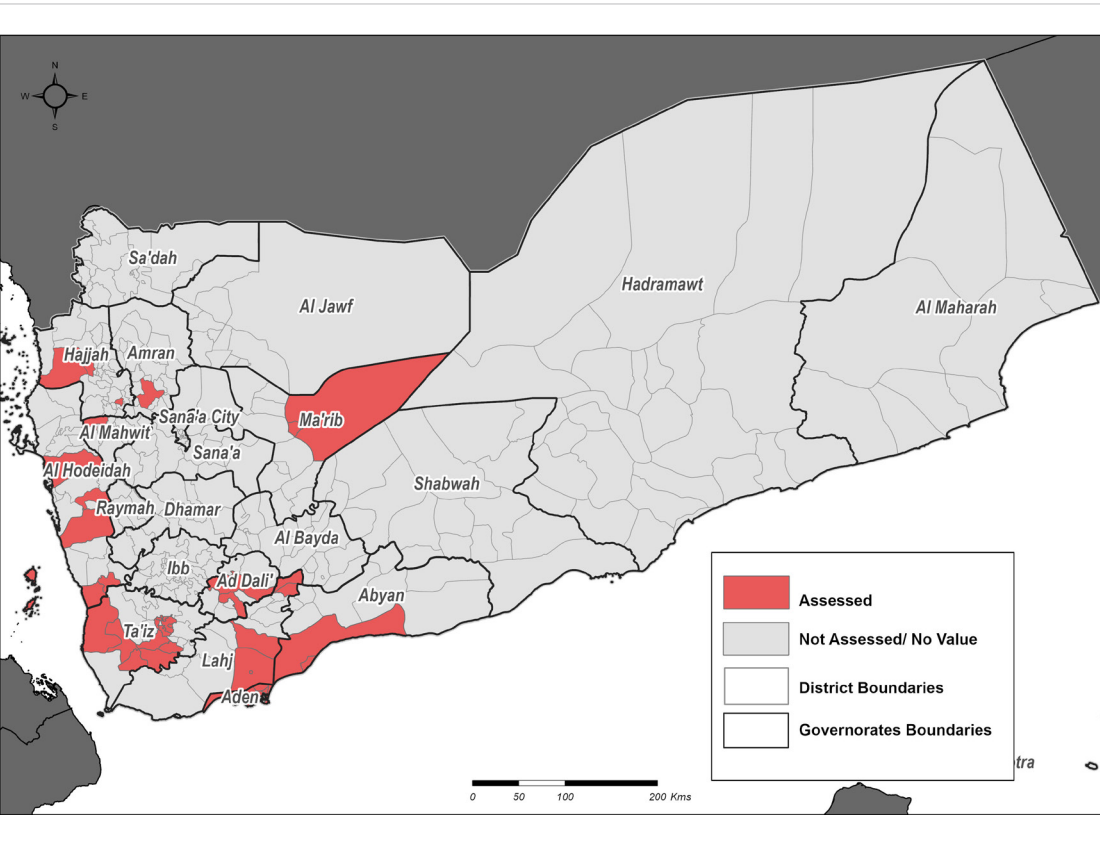 N
W E
S
Sa'dah
Al Jawf
Hadramawt
Al Maharah
Hajjah
Amran
Sana'a City
Ma'rib
Al Mahwit
Sana'a
Al Hodeidah
Shabwah
Raymah
Dhamar
Al Bayda
Ibb
Ad Dali'
Abyan
Ta'iz
Lahj
Aden
Assessed
Not Assessed/ No Value
District Boundaries
Governorates Boundaries
tra
0 50 100 200 Kms